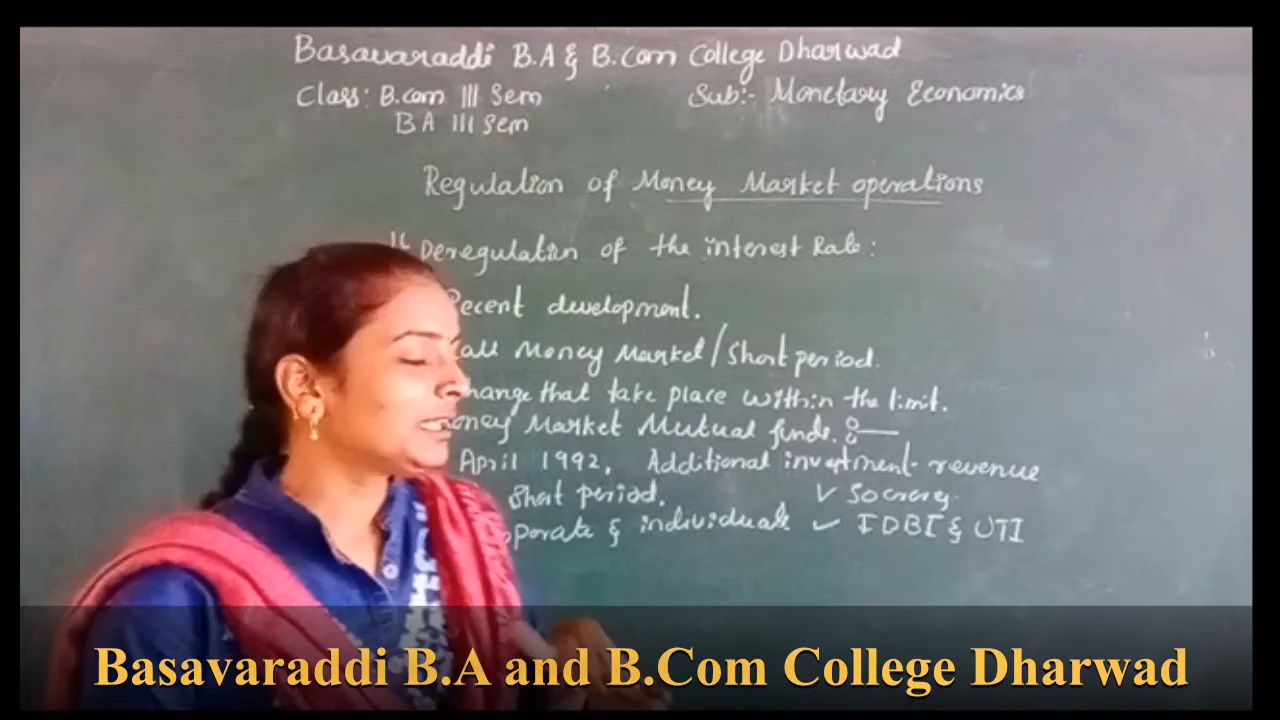 Basavaraddi B.A & B.Com College Dharwad
Class: B.com III Sem Sub:- Monetary Economics
BA III Sem
Regulation of Money Market operations
Deregulation of the interest Rate:
Recent development.
Call Money Market / Short period.
change that take place within the limit.
Money Market Mutual funds.
April 1992, Additional investment revenue
Short period.
corporate & individuals ✓ IDBI & UTI
Basavaraddi B.A and B.Com College Dharwad